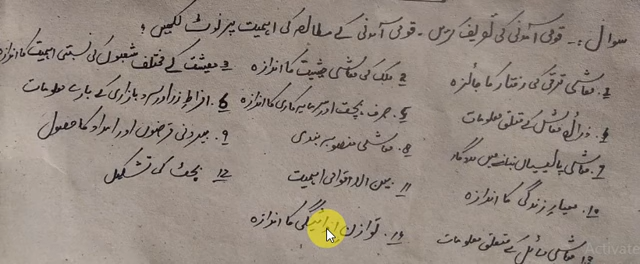 سوال :- قومی آمدنی کی تعریف کریں - قومی آمدنی کے مطالعہ کی اہمیت پر نوٹ لکھیں ؟
1. معاشی ترقی کی رفتار کا جائزہ 2. ملک کی معاشی حیثیت کا اندازہ 3. معیشت کے مختلف شعبوں کی نسبتی اہمیت کا اندازہ
4. ذرائع وسائل کے متعلق معلومات 5. صرف بچت اور سرمایہ کاری کا اندازہ 6. افراط زر اور سرد بازاری کے بارے معلومات
7. معاشی پالیسیاں بنانے میں مددگار 8. معاشی منصوبہ بندی 9. بیرونی قرضوں اور امداد کا حصول
10. معیار زندگی کا اندازہ 11. بین الاقوامی اہمیت 12. بجٹ کی تشکیل
13. معاشی مسائل کے متعلق معلومات 14. توازن ادائیگی کا اندازہ
Activate